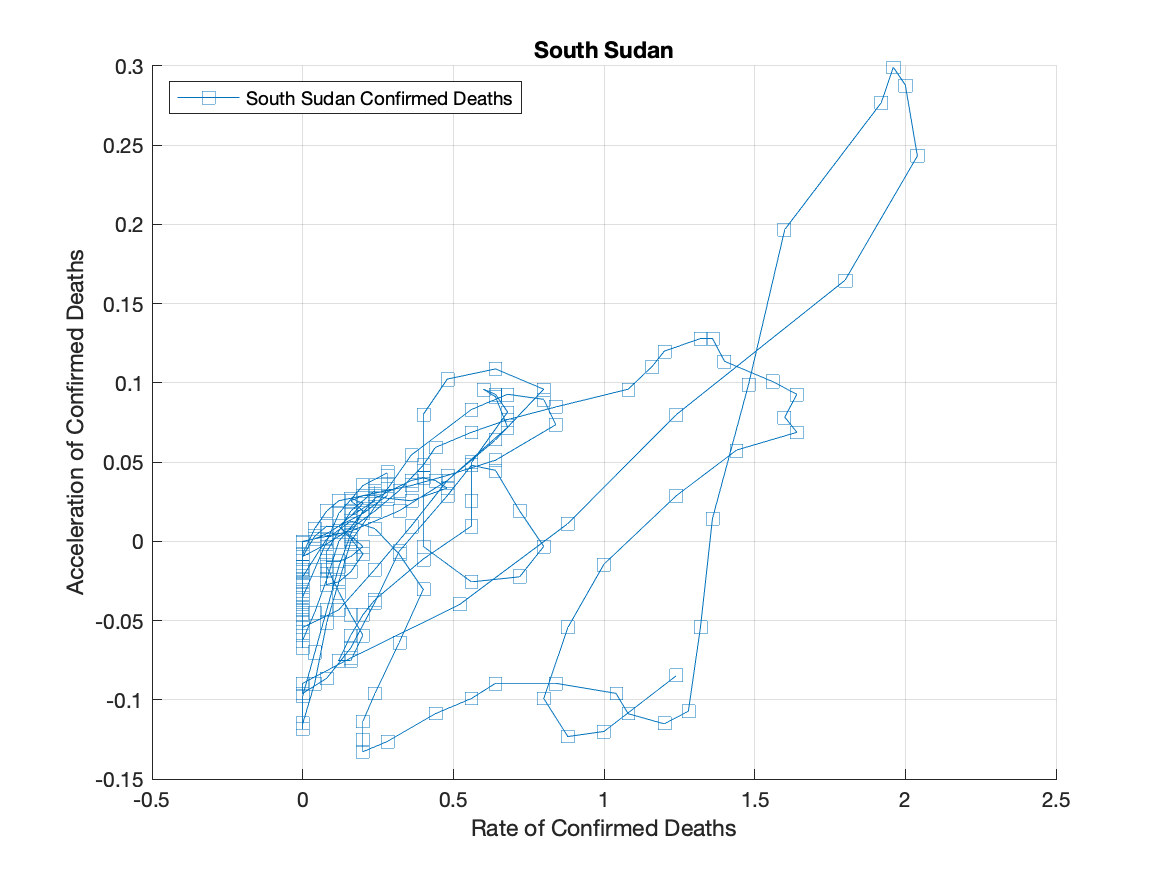 South Sudan
South Sudan Confirmed Deaths
0.3
0.25
0.2
0.15
0.1
0.05
0
-0.05
-0.1
-0.15
Acceleration of Confirmed Deaths
-0.5 0 0.5 1 1.5 2 2.5
Rate of Confirmed Deaths